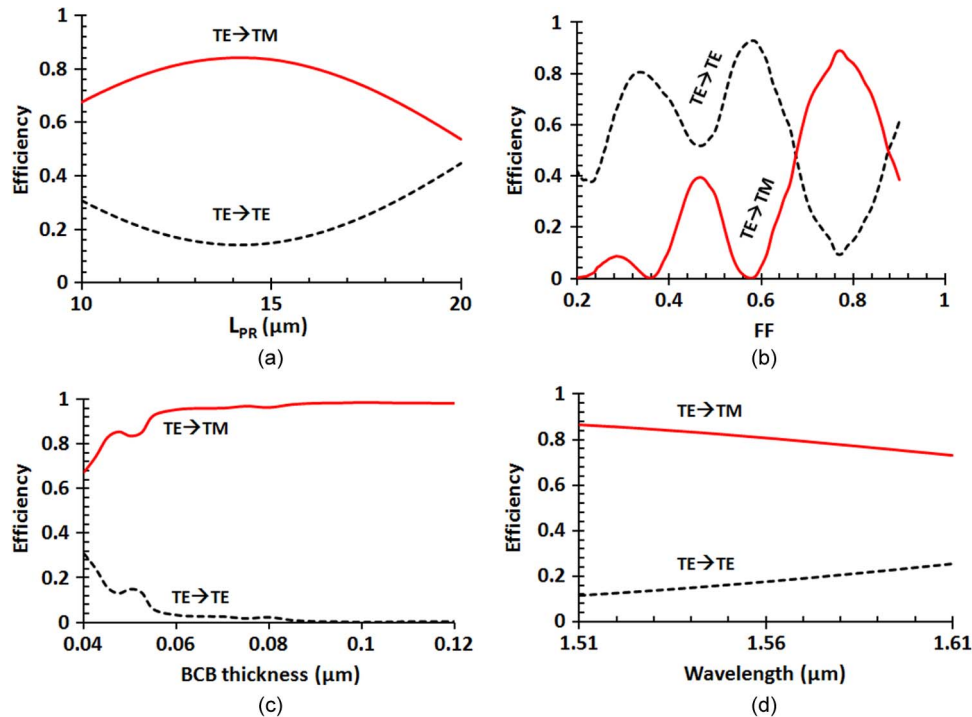 1
0.8
0.6
0.4
0.2
0
Efficiency
TE→TM
TE→TE
10
15
20
L_PR (μm)
(a)
1
0.8
0.6
0.4
0.2
0
Efficiency
TE→TE
TE→TM
0.2
0.4
0.6
0.8
1
FF
(b)
1
0.8
0.6
0.4
0.2
0
Efficiency
TE→TM
TE→TE
0.04
0.06
0.08
0.1
0.12
BCB thickness (μm)
(c)
1
0.8
0.6
0.4
0.2
0
Efficiency
TE→TM
TE→TE
1.51
1.56
1.61
Wavelength (μm)
(d)